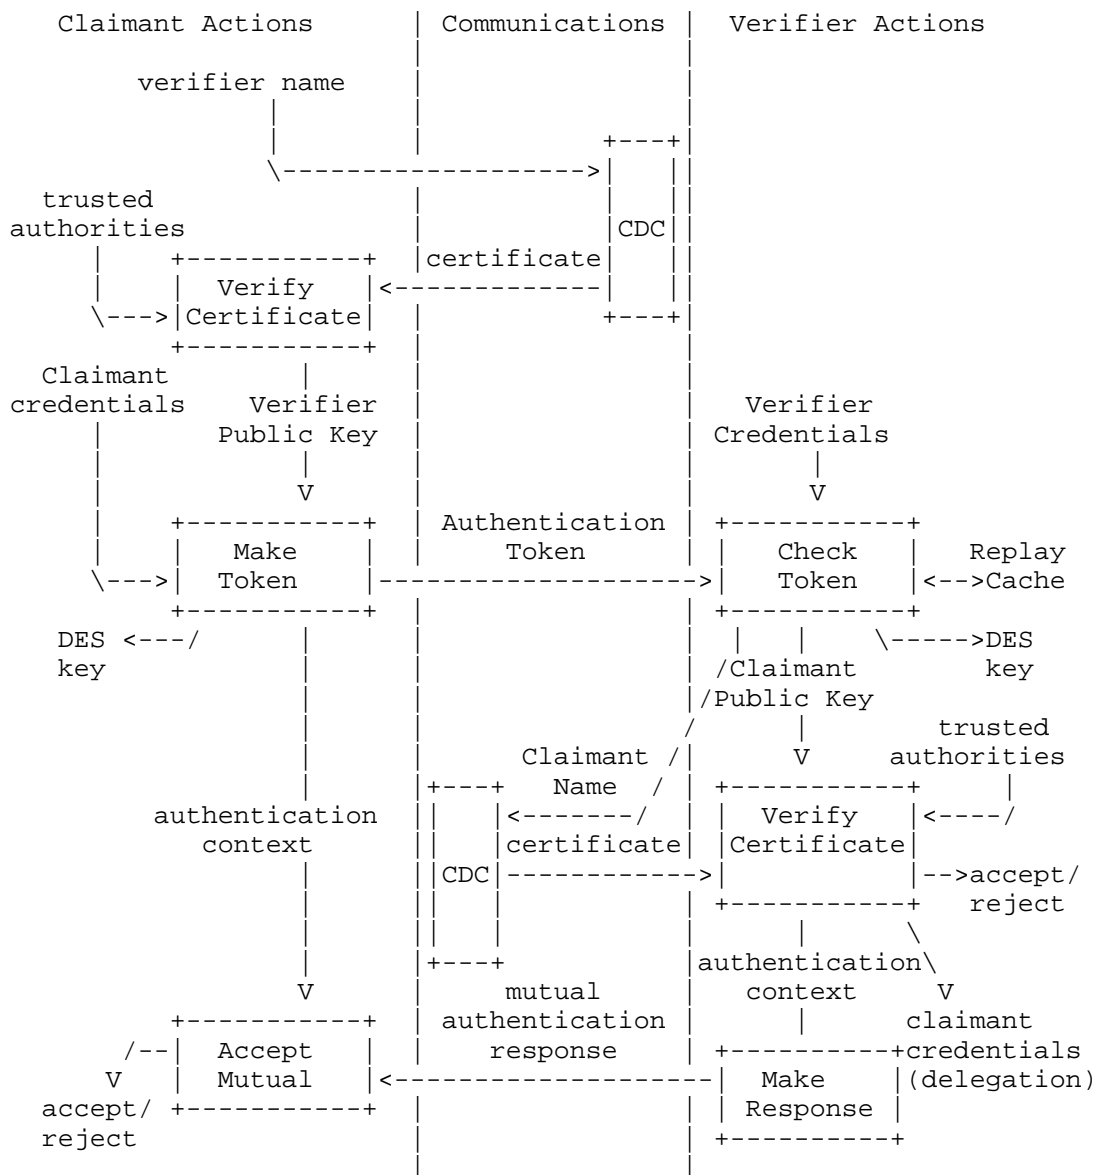 Claimant Actions | Communications | Verifier Actions
verifier name
trusted
authorities CDC
certificate
Verify
Certificate
Claimant
credentials Verifier Verifier
Public Key Credentials
V V
Authentication
Make Token Check Replay
Token Token Cache
DES DES
key Claimant key
Public Key
trusted
Claimant V authorities
Name
authentication Verify
context certificate Certificate
CDC accept/
reject
authentication
V mutual context V
authentication claimant
Accept response credentials
V Mutual Make (delegation)
accept/ Response
reject